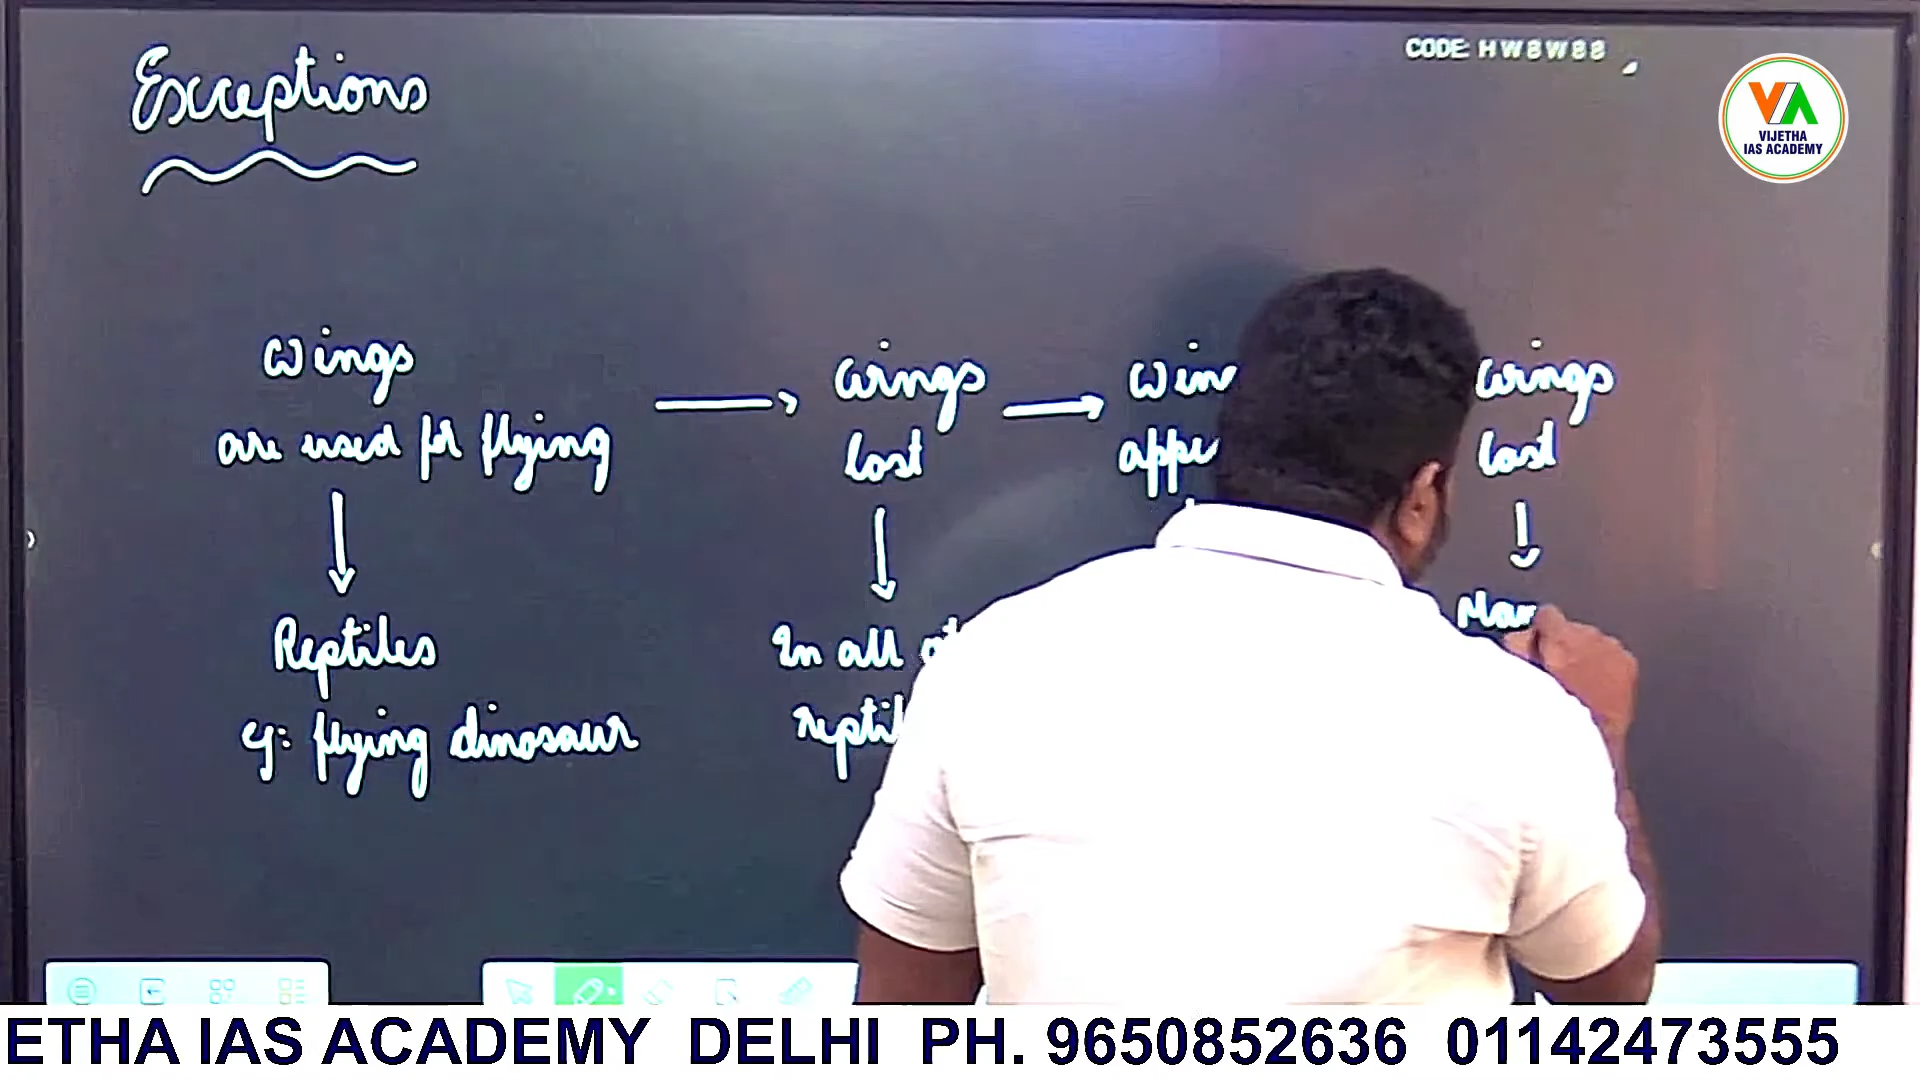 Exceptions
CODE: HW8W88
VA
VIJETHA
IAS ACADEMY
Wings
are used for flying
Wings
lost
Wings
lost
Reptiles
eg: flying dinosaur
In all
ETHA IAS ACADEMY DELHI PH. 9650852636 01142473555